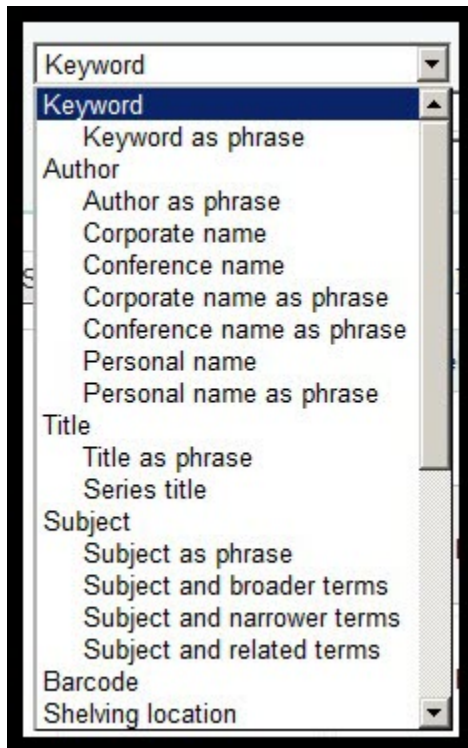 Keyword
Keyword
Keyword as phrase
Author
Author as phrase
Corporate name
Conference name
Corporate name as phrase
Conference name as phrase
Personal name
Personal name as phrase
Title
Title as phrase
Series title
Subject
Subject as phrase
Subject and broader terms
Subject and narrower terms
Subject and related terms
Barcode
Shelving location